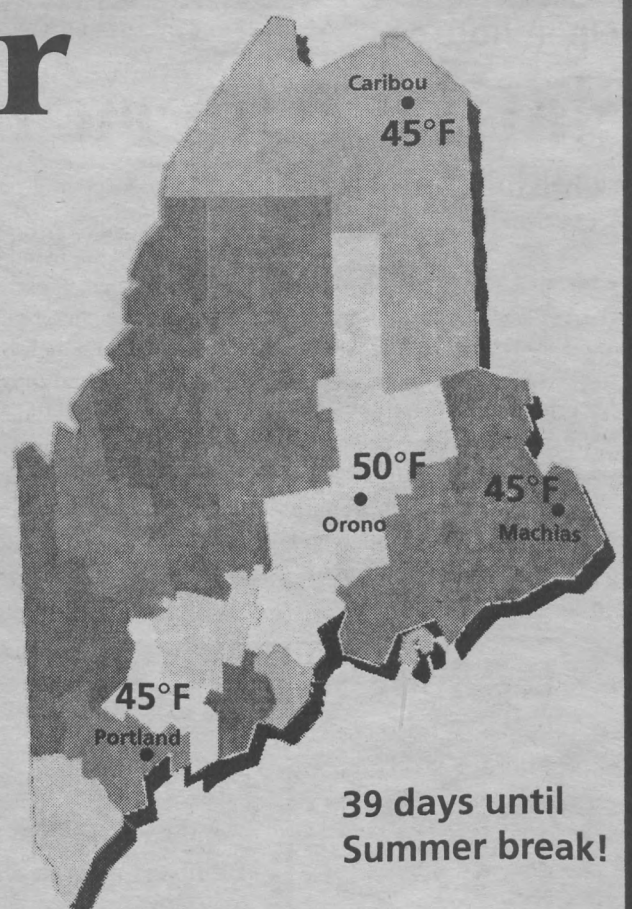 r
Caribou
45°F
50°F
Orono
45°F
Machias
45°F
Portland
39 days until
Summer break!